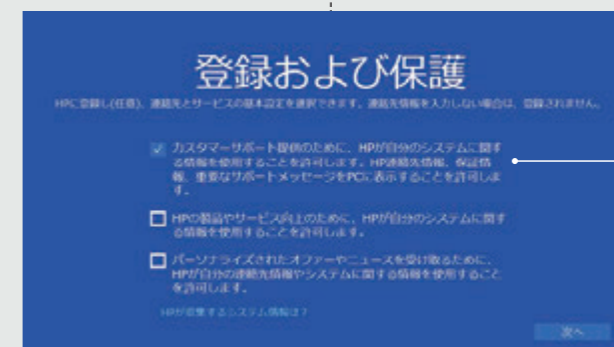 登録および保護
HPに登録し(任意)、連絡先とサービスの基本設定を選択できます。連絡先情報を入力しない場合は、登録されません。
カスタマーサポート提供のために、HPが自分のシステムに関す
る情報を使用することを許可します。HP連絡先情報、保証情
報、重要なサポートメッセージをPCに表示することを許可しま
す。
HPの製品やサービス向上のために、HPが自分のシステムに関す
る情報を使用することを許可します。
パーソナライズされたオファーやニュースを受け取るために、
HPが自分の連絡先情報やシステムに関する情報を使用すること
を許可します。
HPが収集するシステム情報は?
次へ